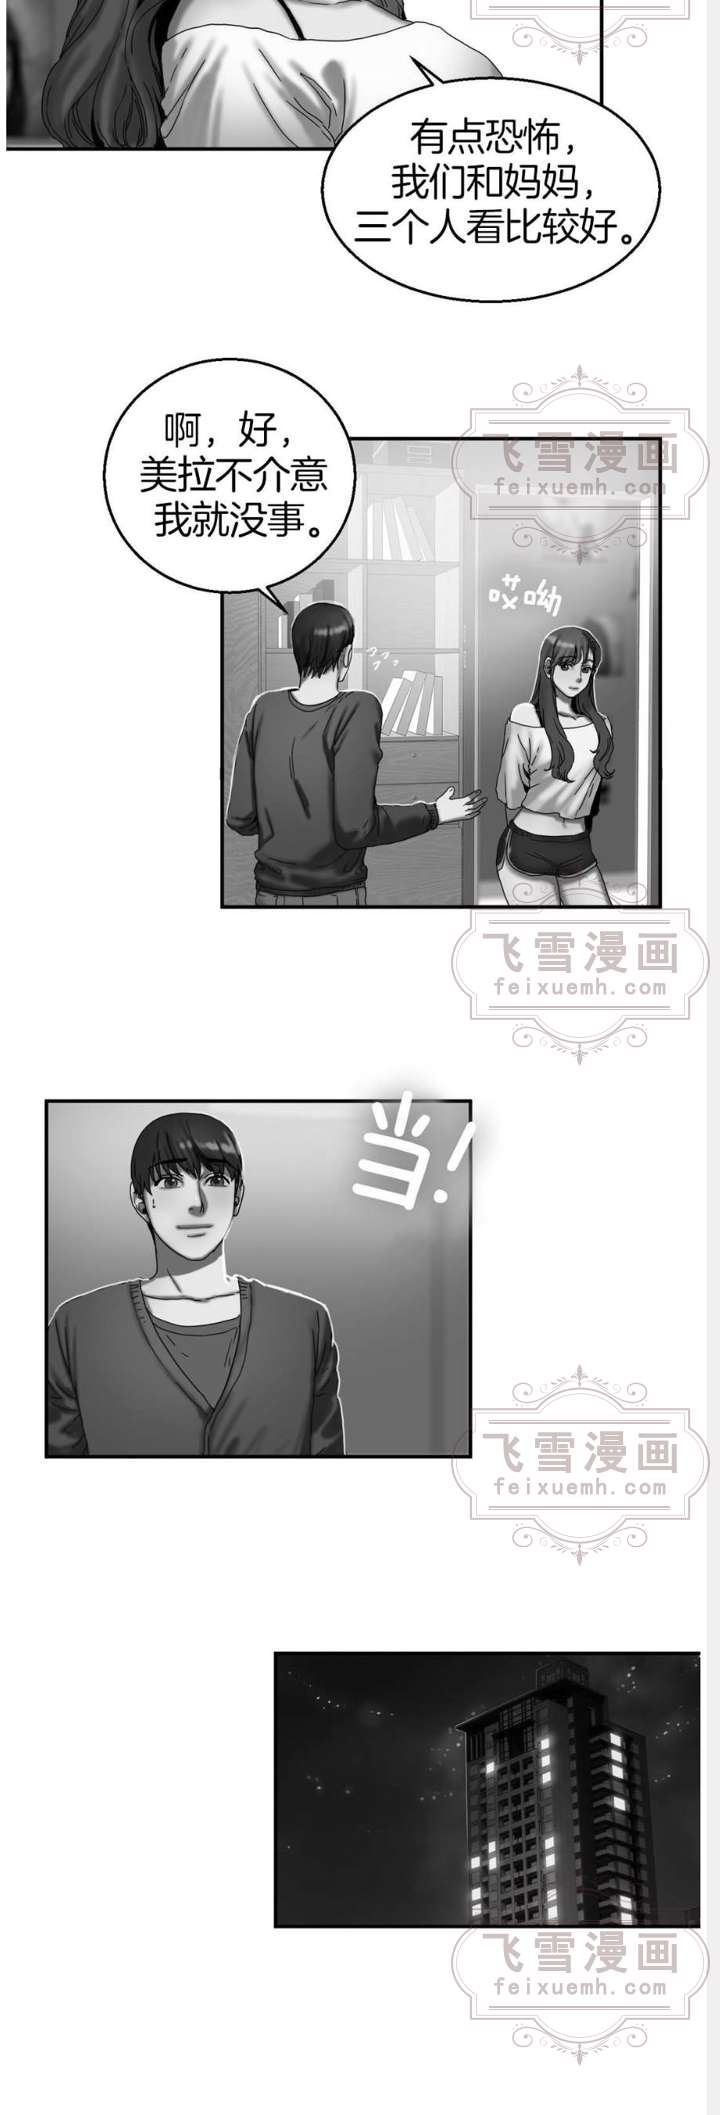 有点恐怖，
我们和妈妈，
三个人看比较好。
啊，好，
美拉不介意
我就没事。
飞雪漫画
feixuemh.com
哎呦
飞雪漫画
feixuemh.com
当！
飞雪漫画
feixuemh.com
飞雪漫画
feixuemh.com